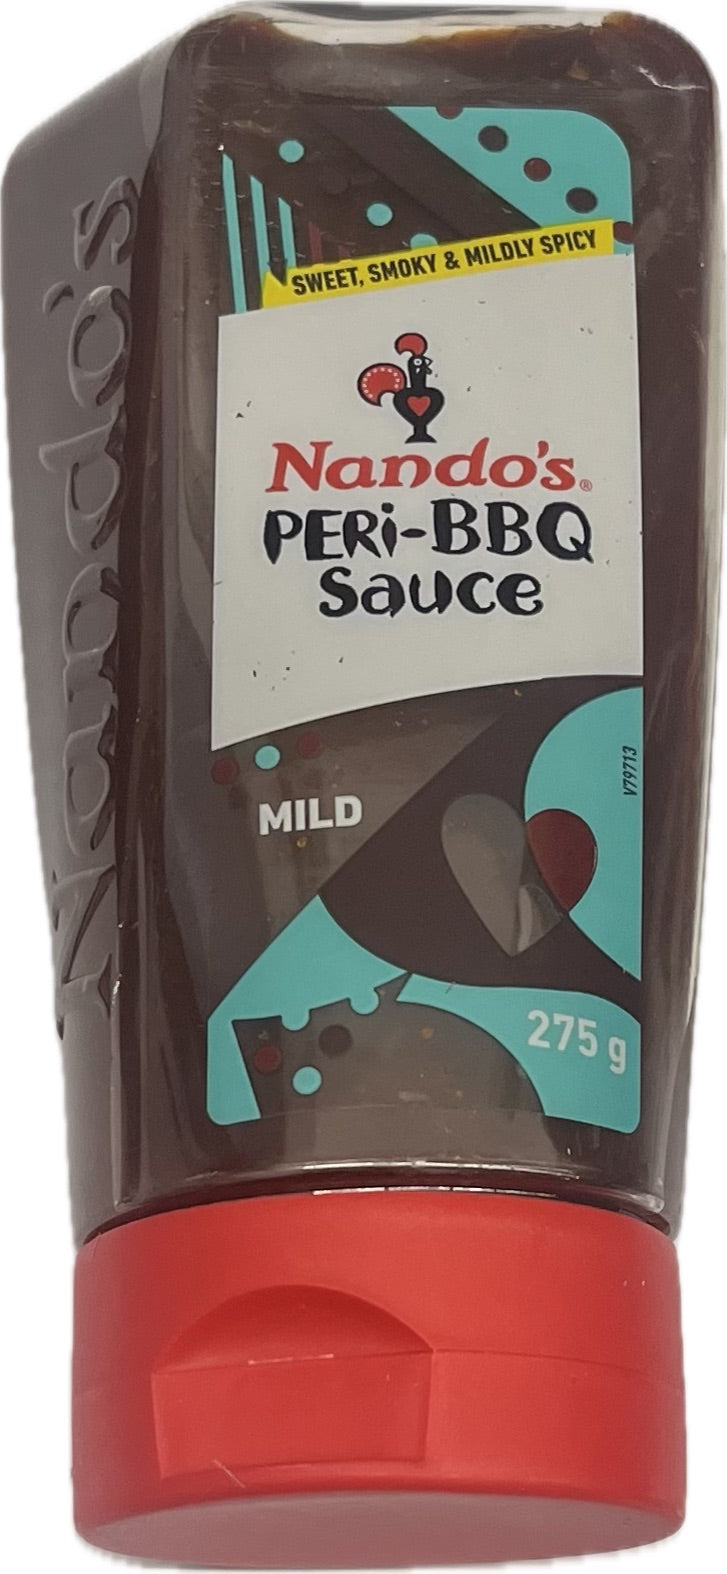 SWEET, SMOKY & MILDLY SPICY
Nando's®
PERi-BBQ
Sauce
MILD
V79713
275 g
Nando's